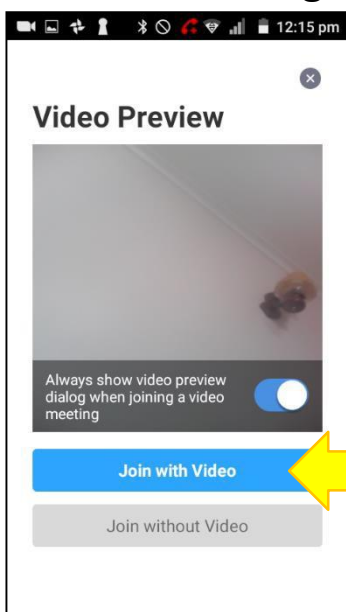 12:15 pm
Video Preview
Always show video preview
dialog when joining a video
meeting
Join with Video
Join without Video